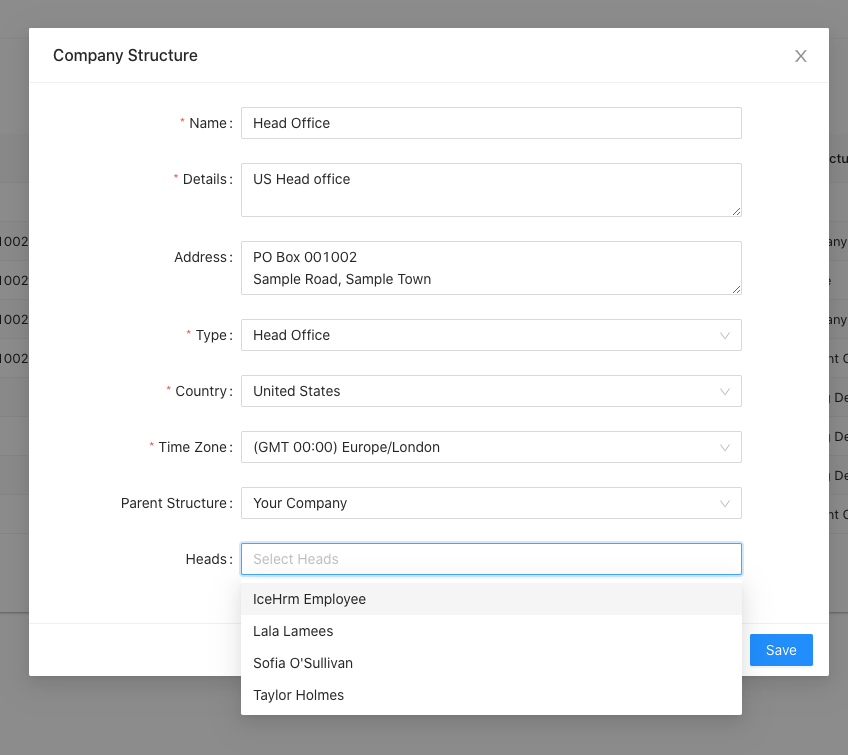 Company Structure
* Name:
Head Office
* Details:
US Head office
Address:
PO Box 001002
Sample Road, Sample Town
* Type:
Head Office
* Country:
United States
* Time Zone:
(GMT 00:00) Europe/London
Parent Structure:
Your Company
Heads:
Select Heads
IceHrm Employee
Lala Lamees
Sofia O'Sullivan
Taylor Holmes
Save